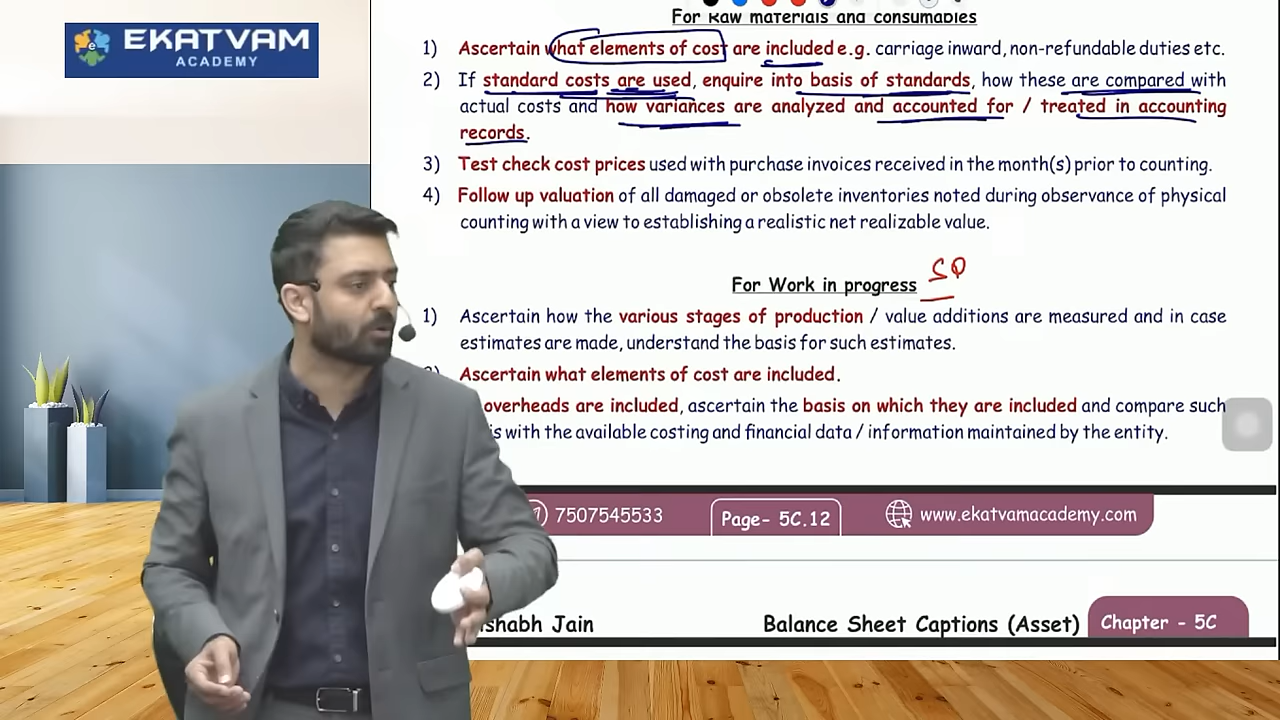 EKATVAM
ACADEMY
For Raw materials and consumables
1) Ascertain what elements of cost are included e.g. carriage inward, non-refundable duties etc.
2) If standard costs are used, enquire into basis of standards, how these are compared with
actual costs and how variances are analyzed and accounted for / treated in accounting
records.
3) Test check cost prices used with purchase invoices received in the month(s) prior to counting.
4) Follow up valuation of all damaged or obsolete inventories noted during observance of physical
counting with a view to establishing a realistic net realizable value.
For Work in progress
1) Ascertain how the various stages of production / value additions are measured and in case
estimates are made, understand the basis for such estimates.
Ascertain what elements of cost are included.
overheads are included, ascertain the basis on which they are included and compare such
with the available costing and financial data / information maintained by the entity.
7507545533 Page- 5C.12 www.ekatvamacademy.com
Jain Balance Sheet Captions (Asset) Chapter - 5C